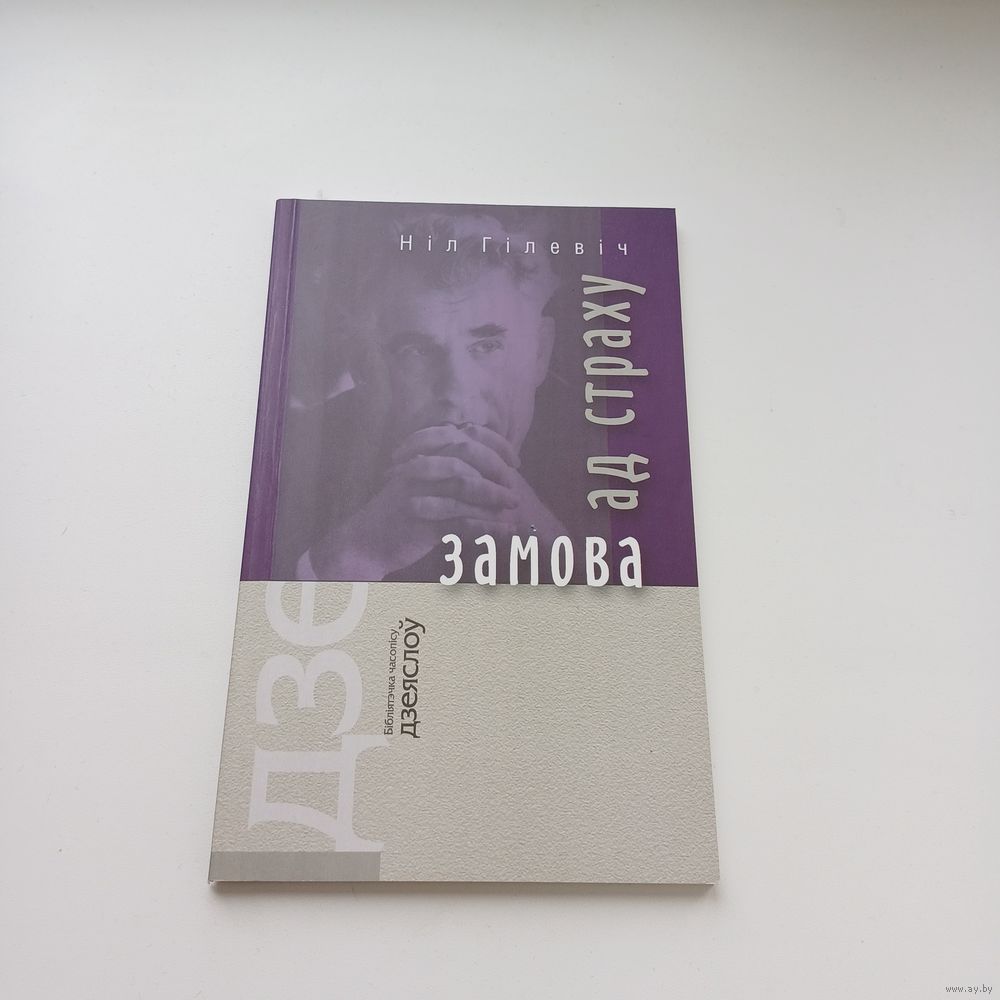 Ніл Гілевіч
замова
ад страху
Бібліятэчка часопісу
дзеяслоў
Дзе
www.ay.by